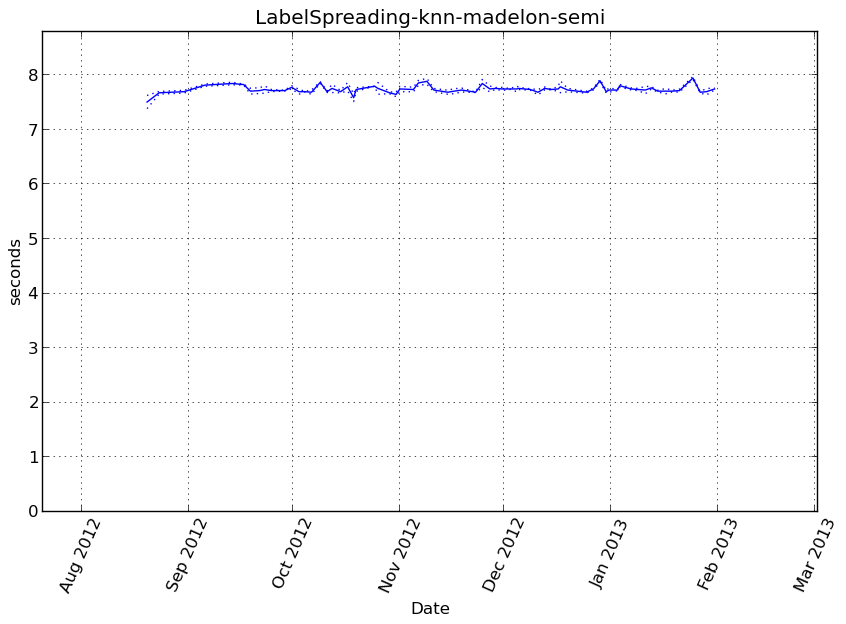 LabelSpreading-knn-madelon-semi
8
7
6
5
4
3
2
1
0
seconds
Aug 2012
Sep 2012
Oct 2012
Nov 2012
Dec 2012
Jan 2013
Feb 2013
Mar 2013
Date